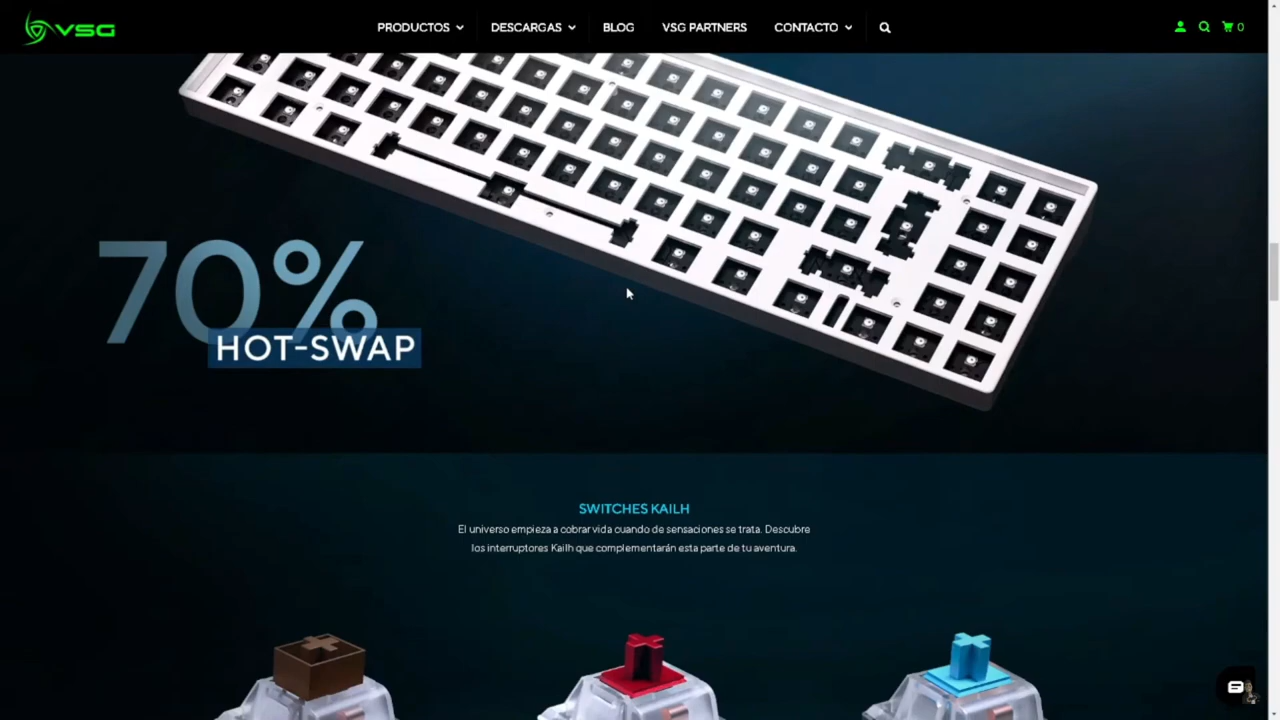 VSG
PRODUCTOS
DESCARGAS
BLOG
VSG PARTNERS
CONTACTO
0
70%
HOT-SWAP
SWITCHES KAILH
El universo empieza a cobrar vida cuando de sensaciones se trata. Descubre
los interruptores Kailh que complementarán esta parte de tu aventura.